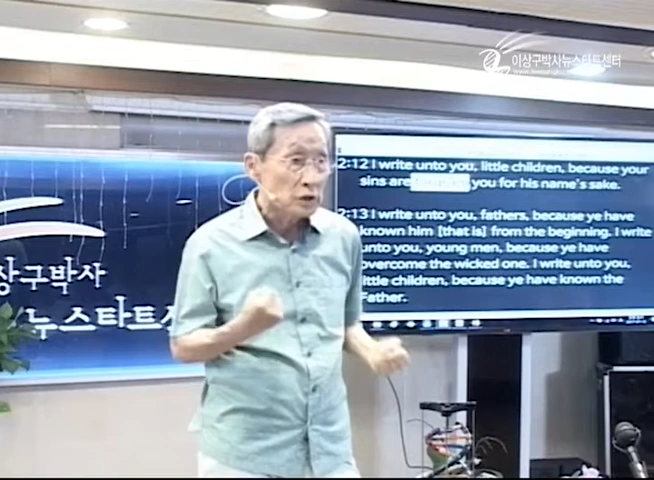 이상구박사뉴스타트센터
2:12 I write unto you, little children, because your
sins are you for his name's sake.
2:13 I write unto you, fathers, because ye have
known him [that is] from the beginning. I write
unto you, young men, because ye have
overcome the wicked one. I write unto you,
little children, because ye have known the
Father.
상구박사
뉴스타트